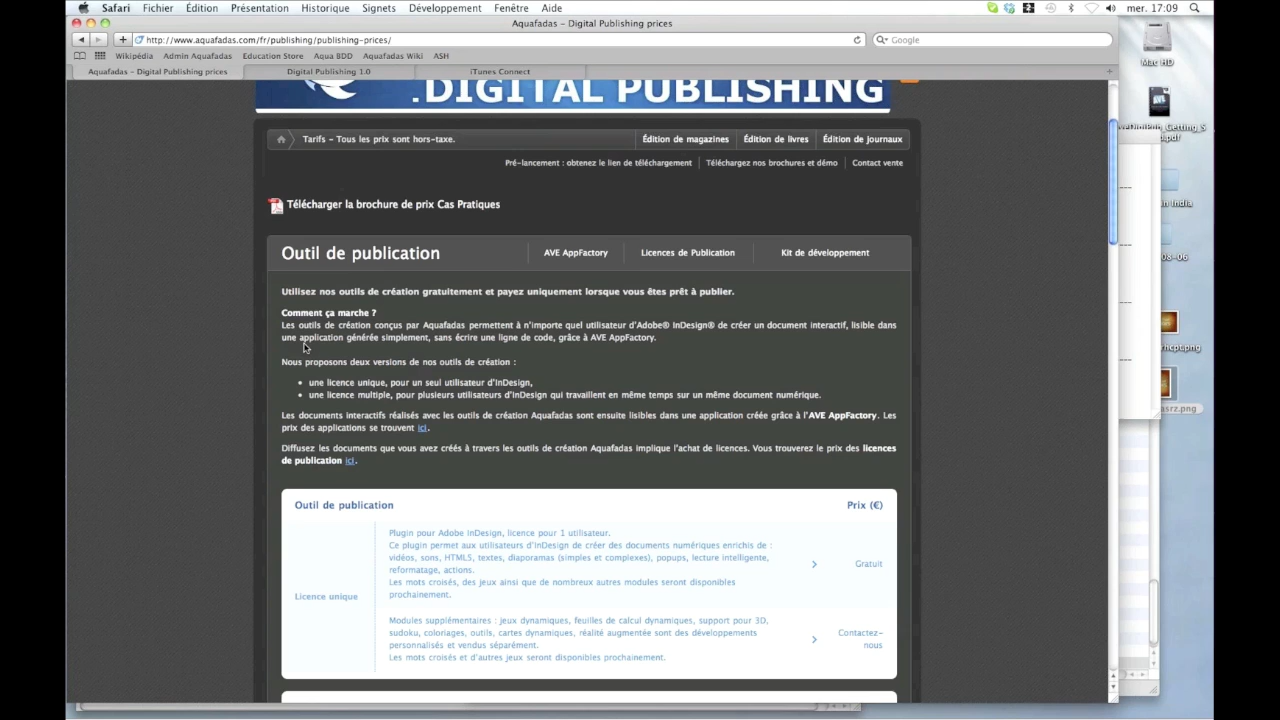 Safari Fichier Édition Présentation Historique Signets Développement Fenêtre Aide mer. 17:09
Aquafadas – Digital Publishing prices
http://www.aquafadas.com/fr/publishing/publishing-prices/ Google
Wikipédia Admin Aquafadas Education Store Aqua BDD Aquafadas Wiki ASH
Aquafadas – Digital Publishing prices Digital Publishing 1.0 iTunes Connect
Mac HD
.DIGITAL PUBLISHING
Tarifs – Tous les prix sont hors-taxe. Édition de magazines Édition de livres Édition de journaux
Pré-lancement : obtenez le lien de téléchargement Téléchargez nos brochures et démo Contact vente
Télécharger la brochure de prix Cas Pratiques
Outil de publication AVE AppFactory Licences de Publication Kit de développement
Utilisez nos outils de création gratuitement et payez uniquement lorsque vous êtes prêt à publier.
Comment ça marche ?
Les outils de création conçus par Aquafadas permettent à n'importe quel utilisateur d'Adobe® InDesign® de créer un document interactif, lisible dans
une application générée simplement, sans écrire une ligne de code, grâce à AVE AppFactory.
Nous proposons deux versions de nos outils de création :
• une licence unique, pour un seul utilisateur d'InDesign,
• une licence multiple, pour plusieurs utilisateurs d'InDesign qui travaillent en même temps sur un même document numérique.
Les documents interactifs réalisés avec les outils de création Aquafadas sont ensuite lisibles dans une application créée grâce à l'AVE AppFactory. Les
prix des applications se trouvent ici.
Diffusez les documents que vous avez créés à travers les outils de création Aquafadas implique l'achat de licences. Vous trouverez le prix des licences
de publication ici.
Outil de publication Prix (€)
Plugin pour Adobe InDesign, licence pour 1 utilisateur.
Ce plugin permet aux utilisateurs d'InDesign de créer des documents numériques enrichis de :
vidéos, sons, HTML5, textes, diaporamas (simples et complexes), popups, lecture intelligente,
reformatage, actions.
Les mots croisés, des jeux ainsi que de nombreux autres modules seront disponibles
prochainement.
Gratuit
Licence unique
Modules supplémentaires : jeux dynamiques, feuilles de calcul dynamiques, support pour 3D,
sudoku, coloriages, outils, cartes dynamiques, réalité augmentée sont des développements
personnalisés et vendus séparément.
Les mots croisés et d'autres jeux seront disponibles prochainement.
Contactez-
nous